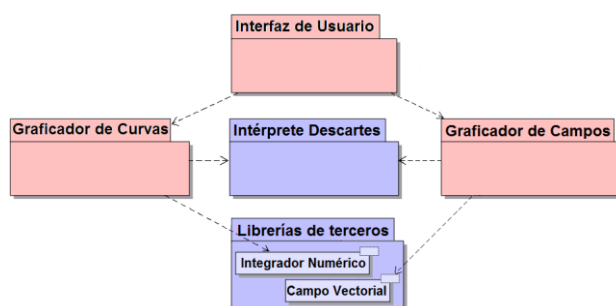 Interfaz de Usuario
Graficador de Curvas
Intérprete Descartes
Graficador de Campos
Librerías de terceros
Integrador Numérico
Campo Vectorial